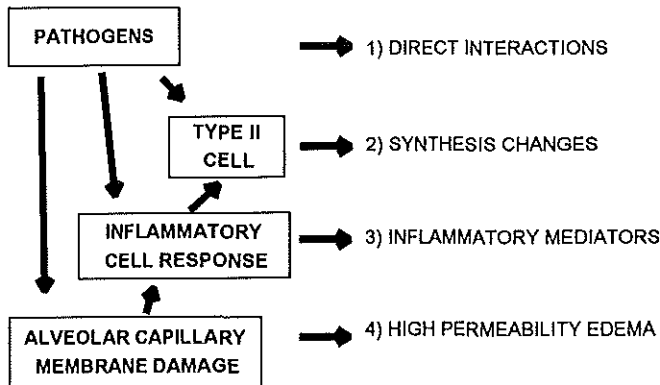 PATHOGENS
1) DIRECT INTERACTIONS
TYPE II
CELL
2) SYNTHESIS CHANGES
INFLAMMATORY
CELL RESPONSE
3) INFLAMMATORY MEDIATORS
ALVEOLAR CAPILLARY
MEMBRANE DAMAGE
4) HIGH PERMEABILITY EDEMA